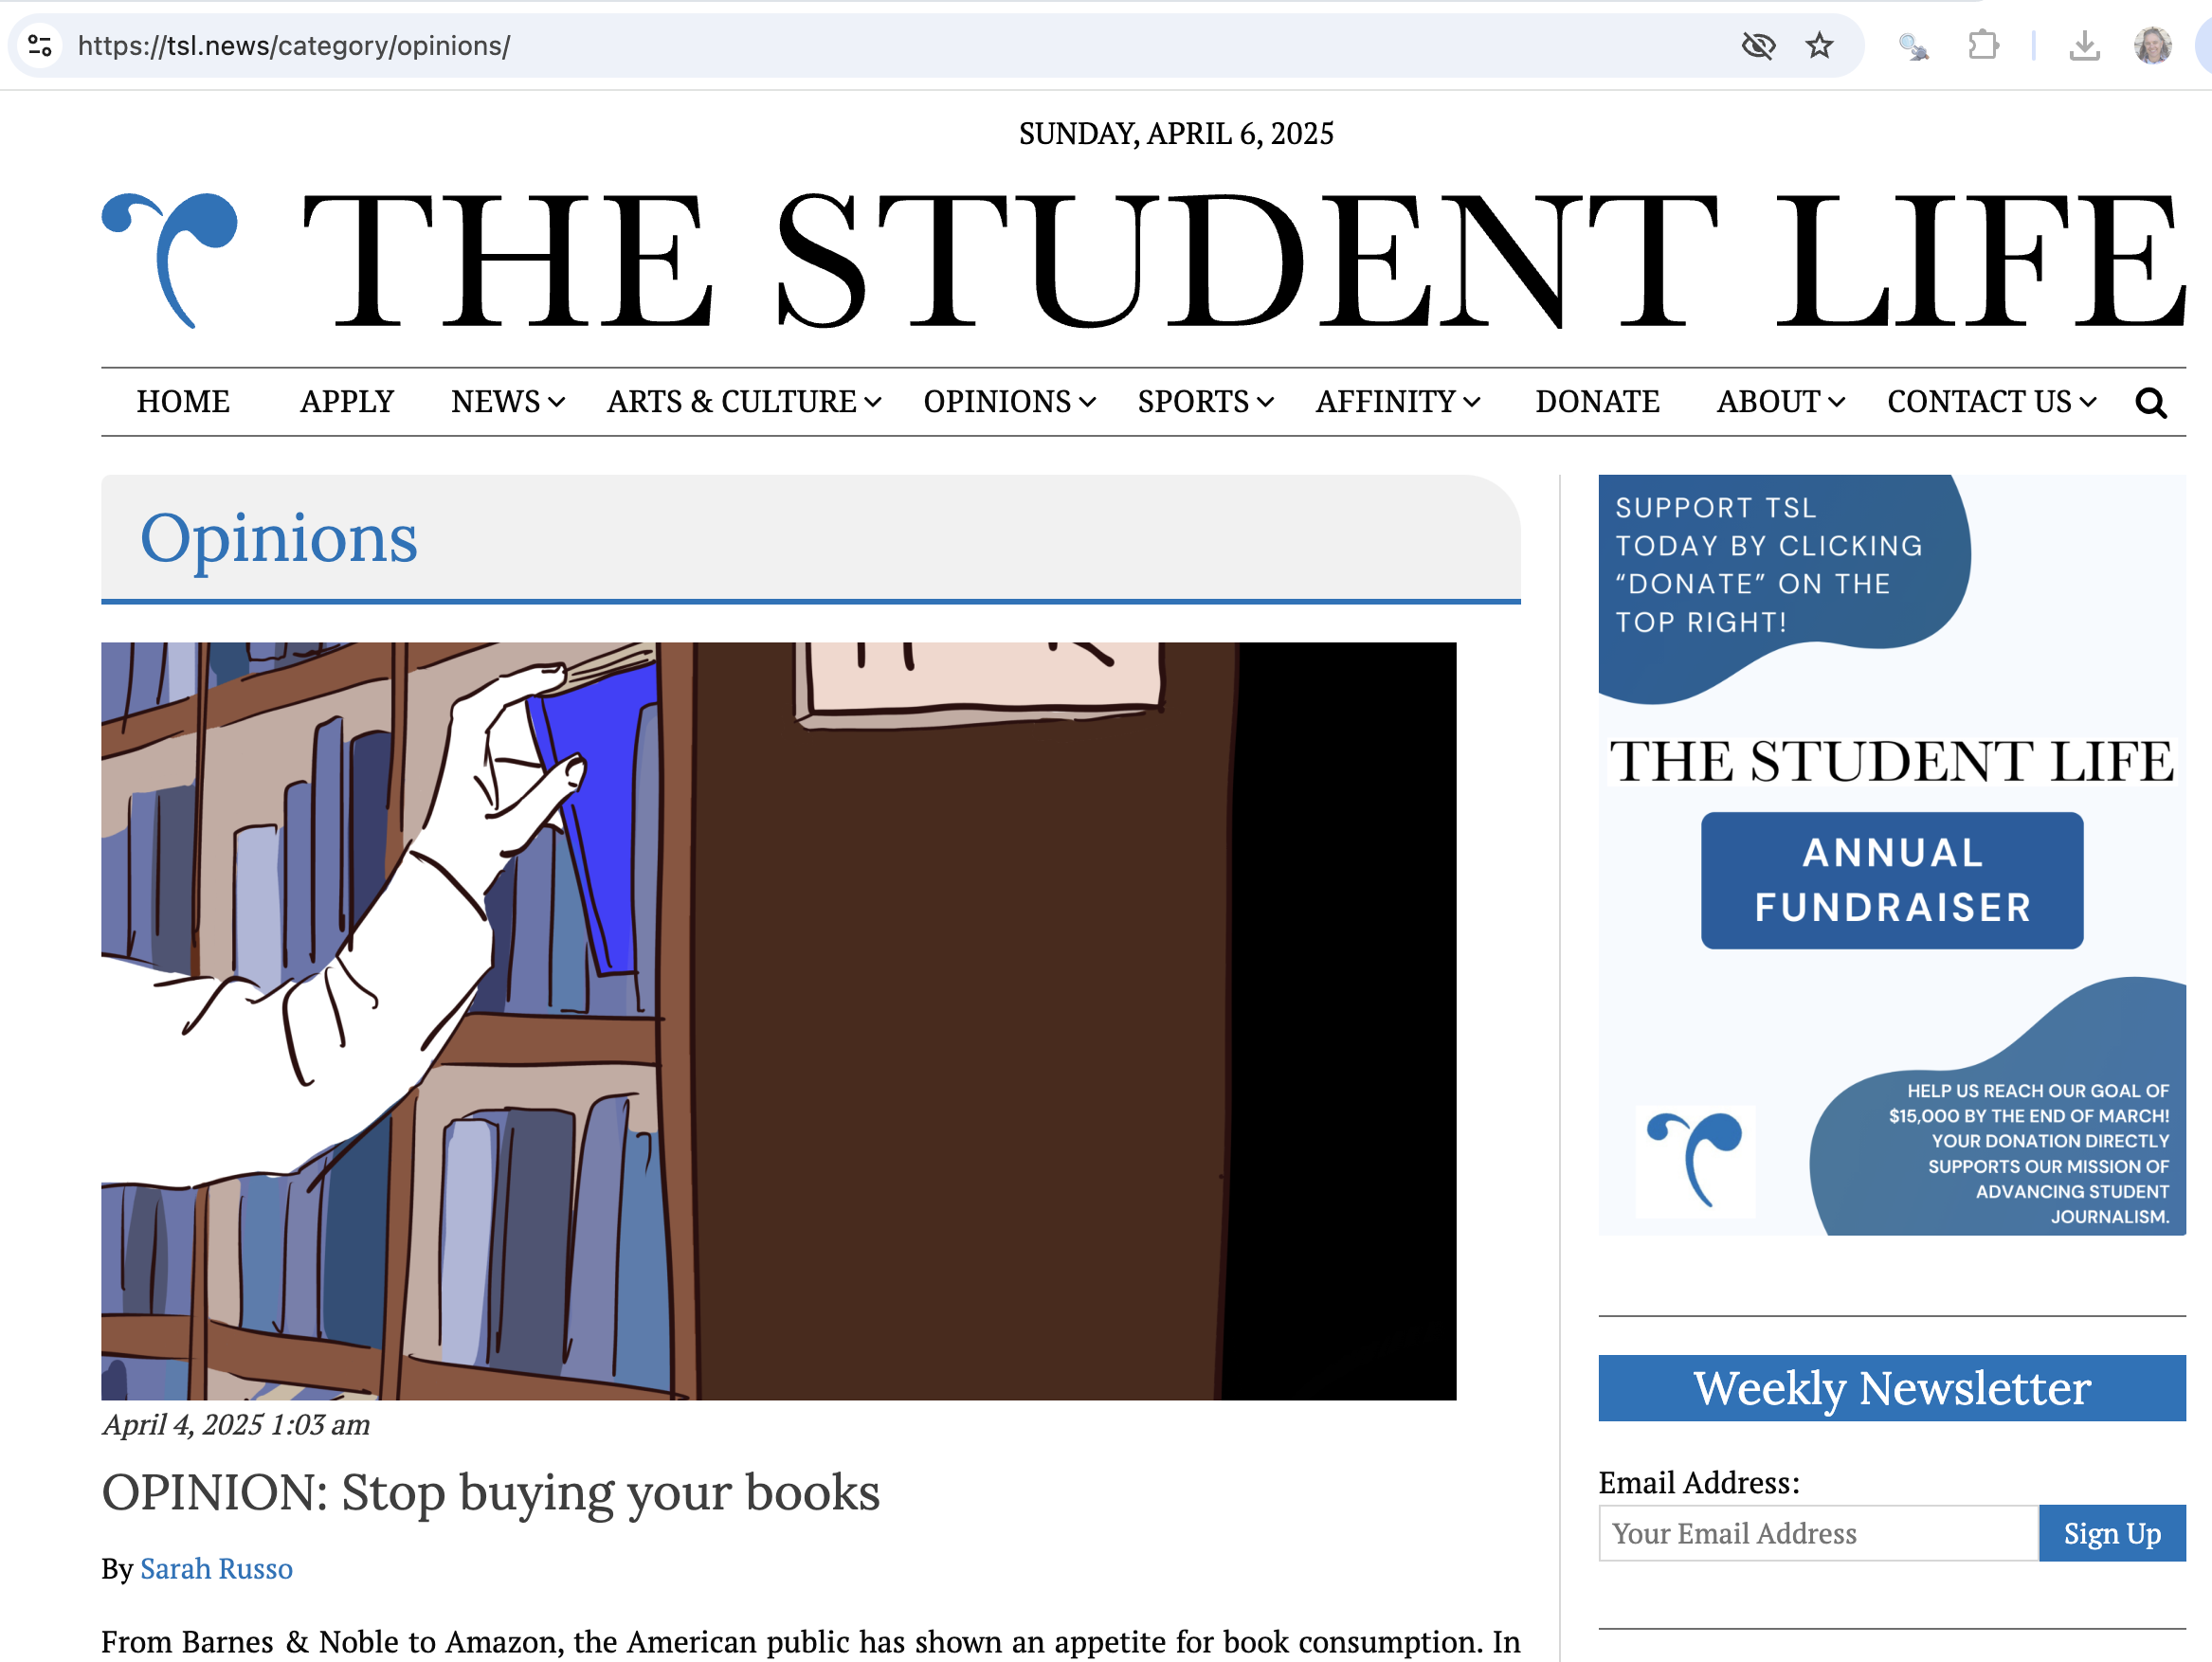 https://tsl.news/category/opinions/
SUNDAY, APRIL 6, 2025
THE STUDENT LIFE
HOME APPLY NEWS ARTS & CULTURE OPINIONS SPORTS AFFINITY DONATE ABOUT CONTACT US
Opinions
April 4, 2025 1:03 am
OPINION: Stop buying your books
By Sarah Russo
From Barnes & Noble to Amazon, the American public has shown an appetite for book consumption. In
SUPPORT TSL
TODAY BY CLICKING
“DONATE” ON THE
TOP RIGHT!
THE STUDENT LIFE
ANNUAL
FUNDRAISER
HELP US REACH OUR GOAL OF
$15,000 BY THE END OF MARCH!
YOUR DONATION DIRECTLY
SUPPORTS OUR MISSION OF
ADVANCING STUDENT
JOURNALISM.
Weekly Newsletter
Email Address:
Your Email Address
Sign Up